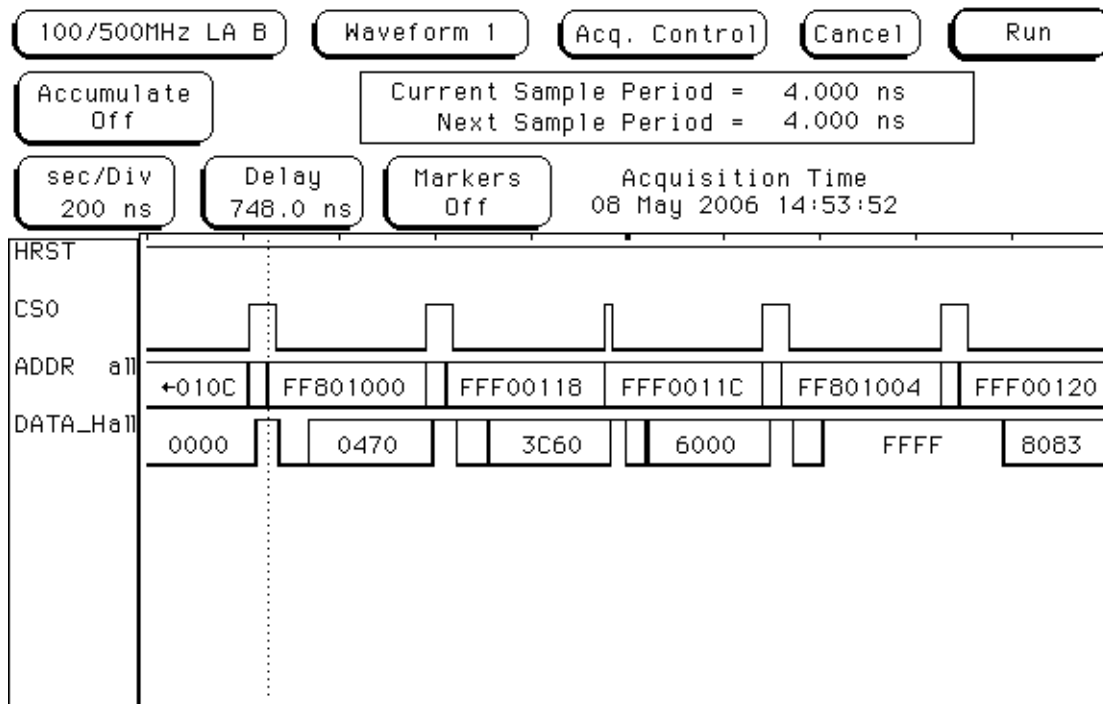 100/500MHz LA B Waveform 1 Acq. Control Cancel Run
Accumulate
Off
Current Sample Period = 4.000 ns
Next Sample Period = 4.000 ns
sec/Div
200 ns
Delay
748.0 ns
Markers
Off
Acquisition Time
08 May 2006 14:53:52
HRST
CS0
ADDR all ←010C FF801000 FFF00118 FFF0011C FF801004 FFF00120
DATA_Hall 0000 0470 3C60 6000 FFFF 8083